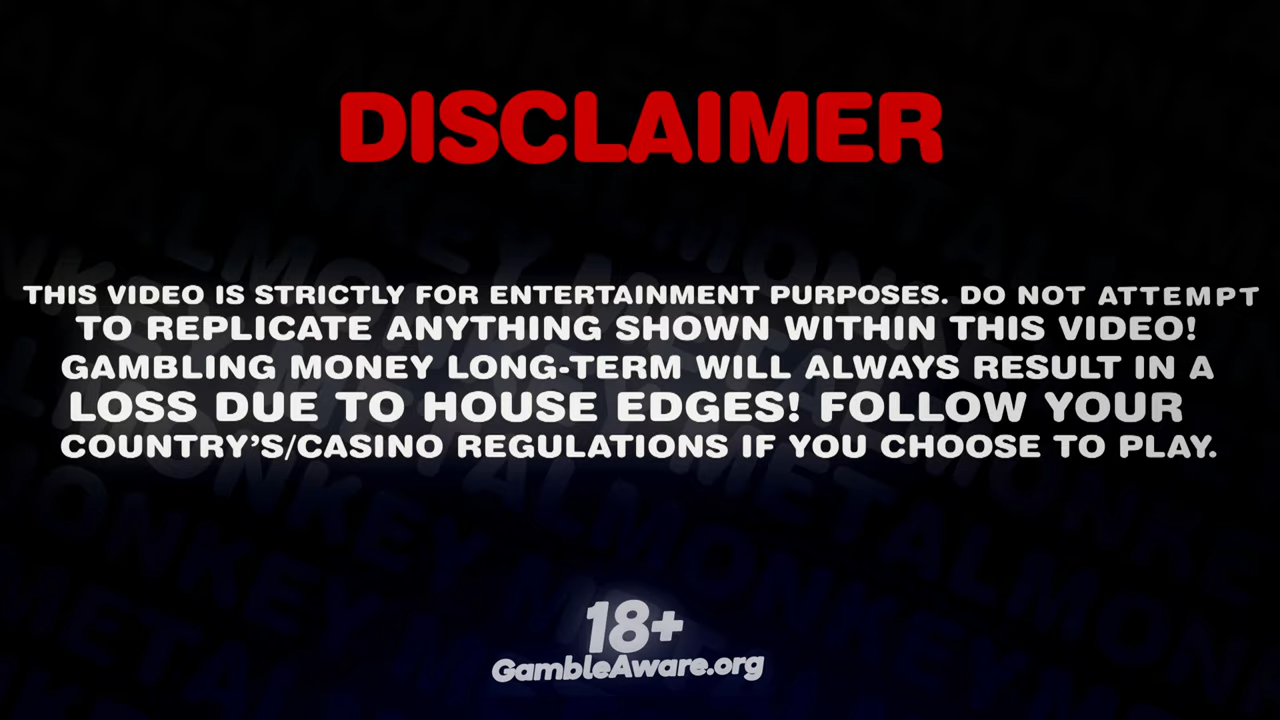 DISCLAIMER
THIS VIDEO IS STRICTLY FOR ENTERTAINMENT PURPOSES. DO NOT ATTEMPT
TO REPLICATE ANYTHING SHOWN WITHIN THIS VIDEO!
GAMBLING MONEY LONG-TERM WILL ALWAYS RESULT IN A
LOSS DUE TO HOUSE EDGES! FOLLOW YOUR
COUNTRY'S/CASINO REGULATIONS IF YOU CHOOSE TO PLAY.
18+
GambleAware.org